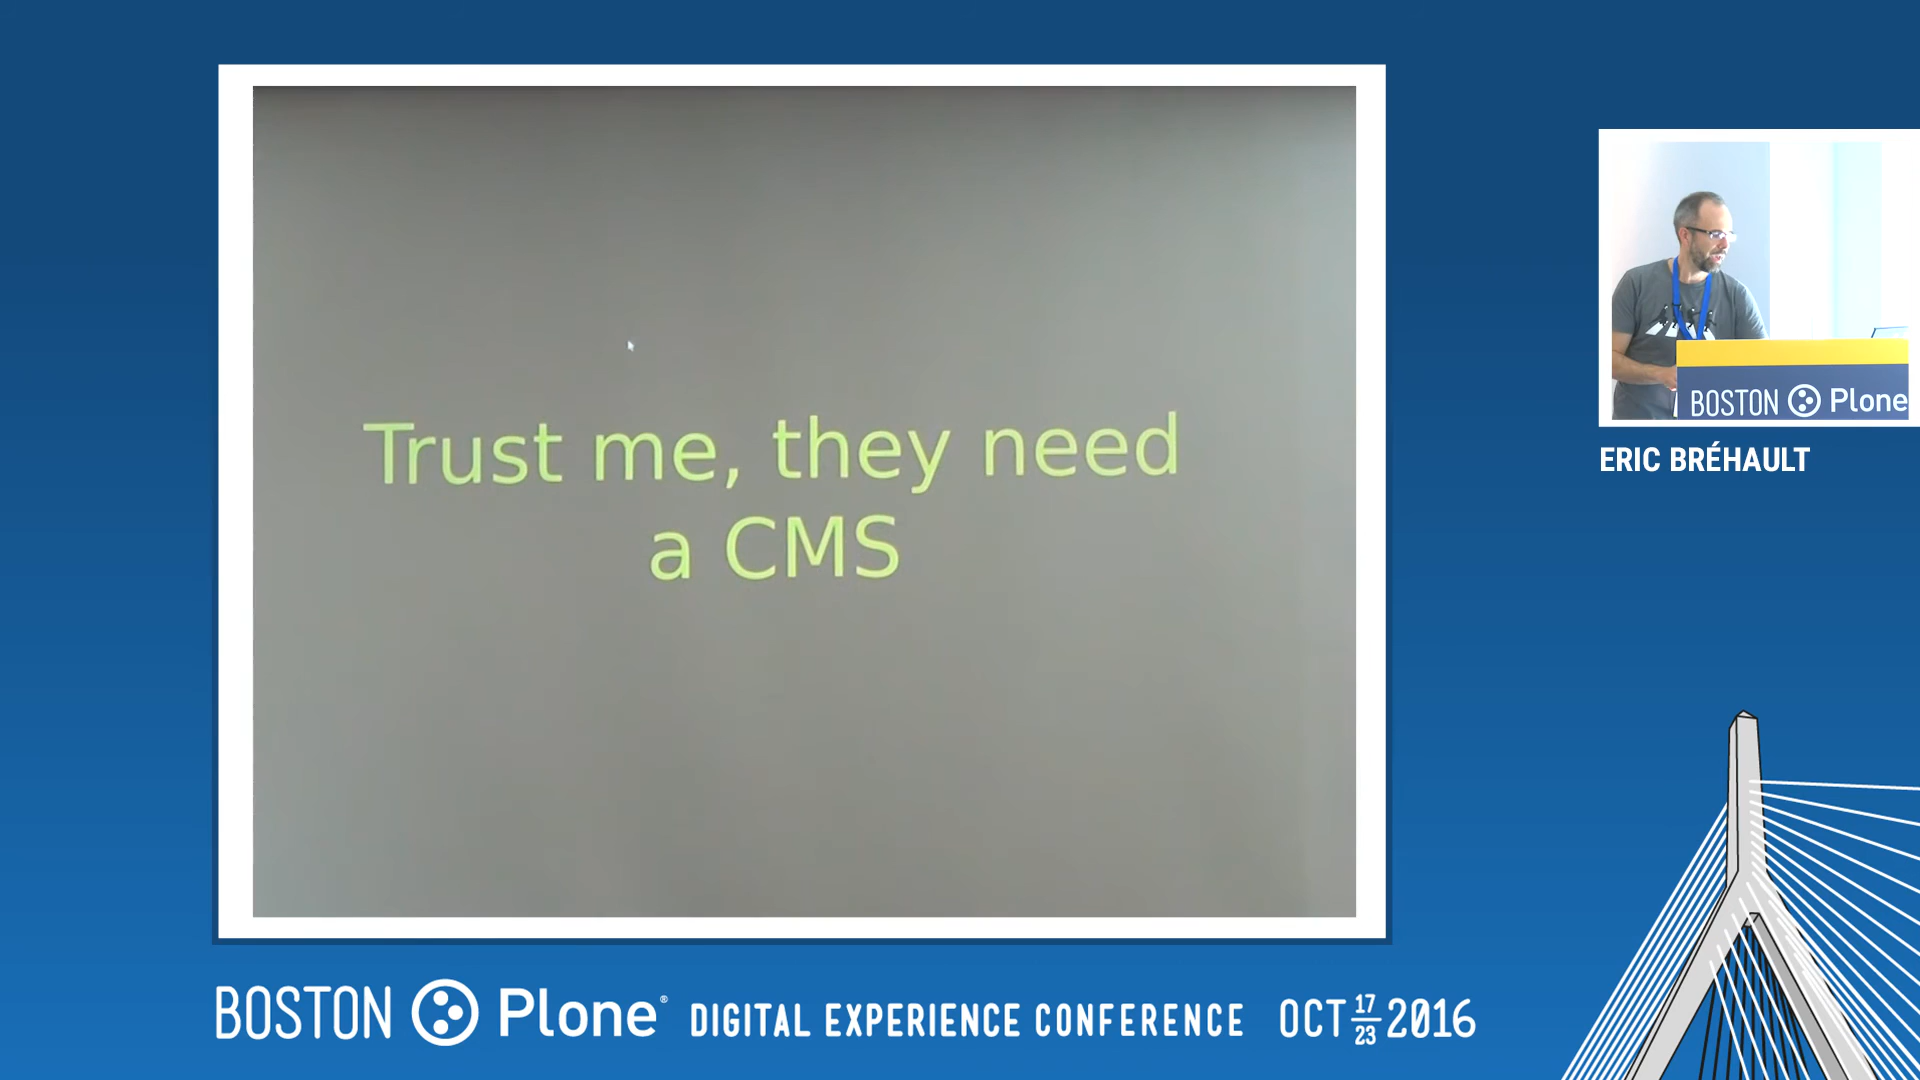 Trust me, they need
a CMS
BOSTON Plone
ERIC BRÉHAULT
BOSTON Plone® DIGITAL EXPERIENCE CONFERENCE OCT 17 23 2016